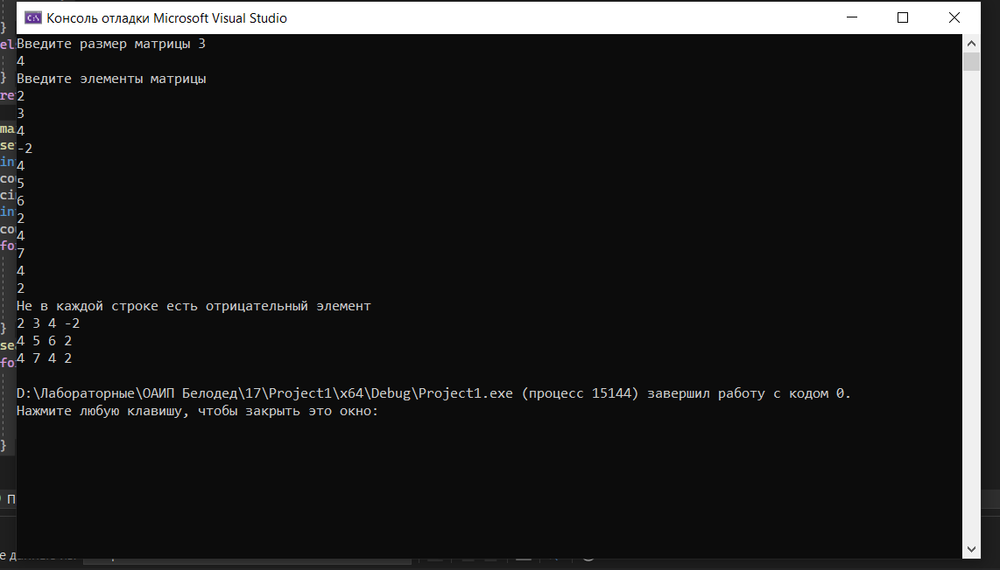 Консоль отладки Microsoft Visual Studio
Введите размер матрицы 3
4
Введите элементы матрицы
2
3
4
-2
4
5
6
2
4
7
4
2
Не в каждой строке есть отрицательный элемент
2 3 4 -2
4 5 6 2
4 7 4 2
D:\Лабораторные\ОАИП Белодед\17\Project1\x64\Debug\Project1.exe (процесс 15144) завершил работу с кодом 0.
Нажмите любую клавишу, чтобы закрыть это окно: